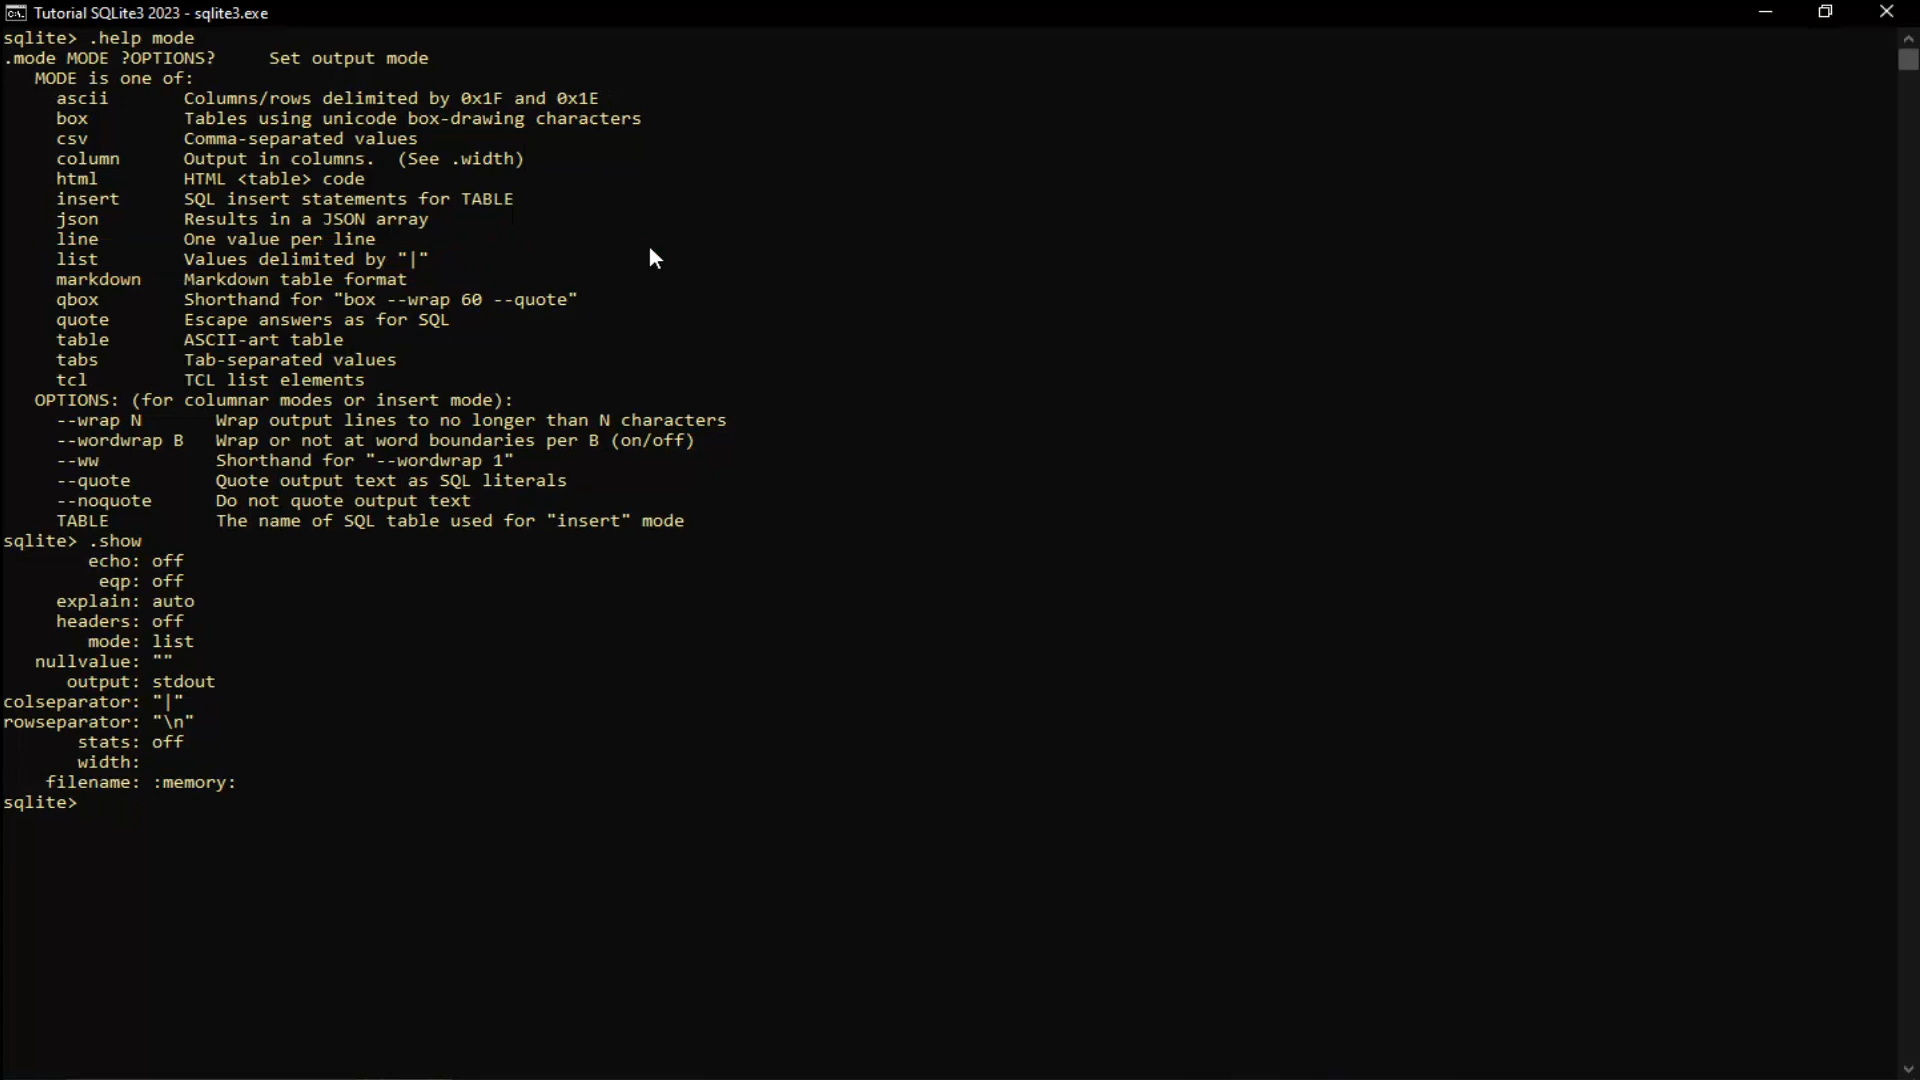 Tutorial SQLite3 2023 - sqlite3.exe
sqlite> .help mode
.mode MODE ?OPTIONS?     Set output mode
   MODE is one of:
     ascii       Columns/rows delimited by 0x1F and 0x1E
     box         Tables using unicode box-drawing characters
     csv         Comma-separated values
     column      Output in columns.  (See .width)
     html        HTML <table> code
     insert      SQL insert statements for TABLE
     json        Results in a JSON array
     line        One value per line
     list        Values delimited by "|"
     markdown    Markdown table format
     qbox        Shorthand for "box --wrap 60 --quote"
     quote       Escape answers as for SQL
     table       ASCII-art table
     tabs        Tab-separated values
     tcl         TCL list elements
   OPTIONS: (for columnar modes or insert mode):
     --wrap N       Wrap output lines to no longer than N characters
     --wordwrap B   Wrap or not at word boundaries per B (on/off)
     --ww           Shorthand for "--wordwrap 1"
     --quote        Quote output text as SQL literals
     --noquote      Do not quote output text
     TABLE          The name of SQL table used for "insert" mode
sqlite> .show
        echo: off
         eqp: off
     explain: auto
     headers: off
        mode: list
   nullvalue: ""
      output: stdout
colseparator: "|"
rowseparator: "\n"
       stats: off
       width:
    filename: :memory:
sqlite>